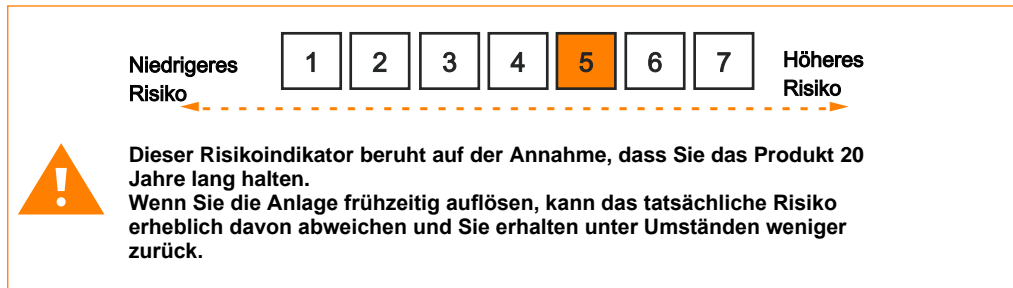 Niedrigeres Risiko
1 2 3 4 5 6 7
Höheres Risiko
Dieser Risikoindikator beruht auf der Annahme, dass Sie das Produkt 20
Jahre lang halten.
Wenn Sie die Anlage frühzeitig auflösen, kann das tatsächliche Risiko
erheblich davon abweichen und Sie erhalten unter Umständen weniger
zurück.